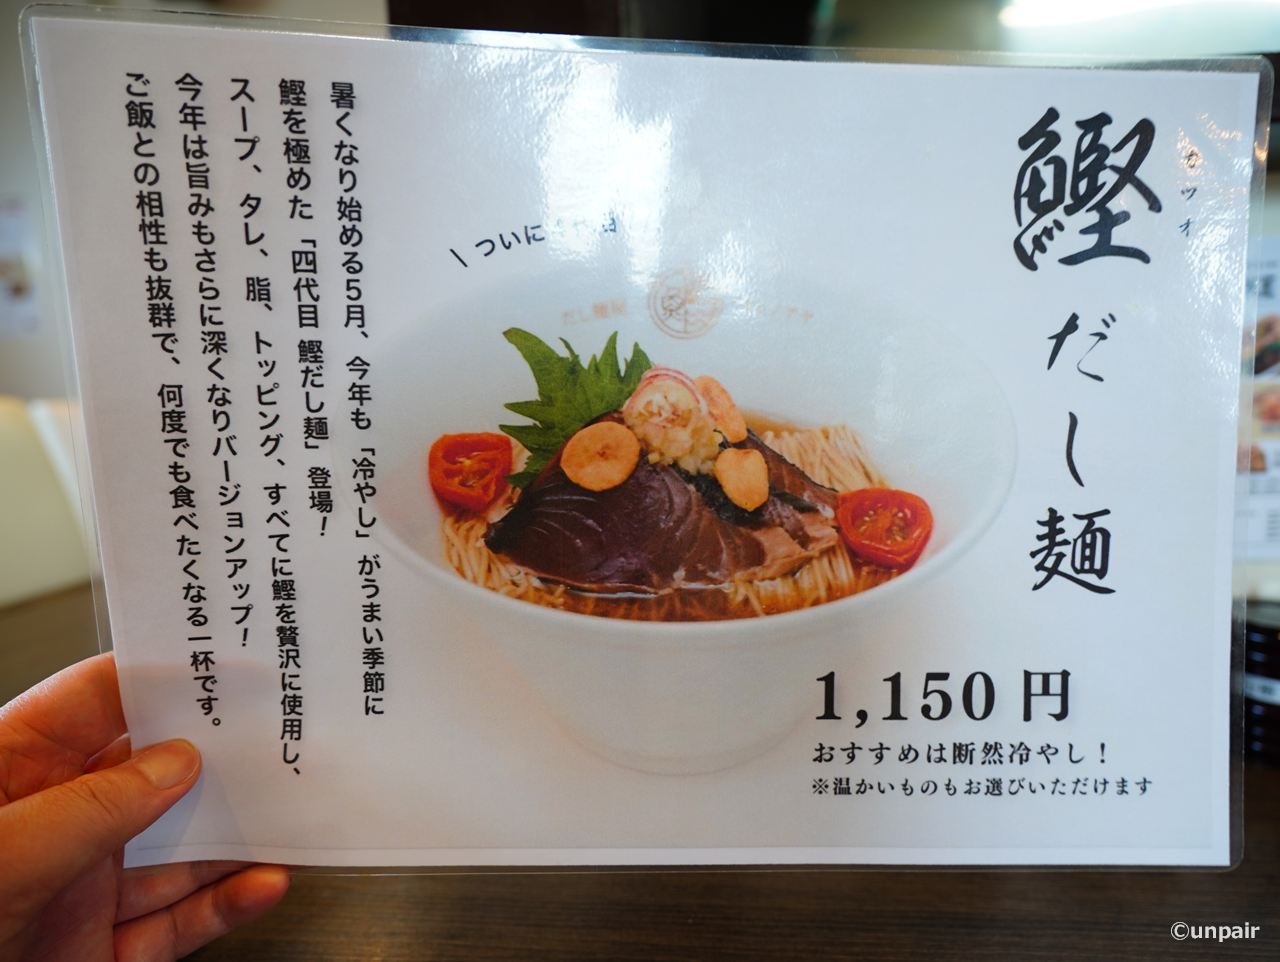 鰹だし麺
カツオ
\ついに
だし麺屋
暑くなり始める5月、今年も「冷やし」がうまい季節に
鰹を極めた「四代目 鰹だし麺」登場!
スープ、タレ、脂、トッピング、すべてに鰹を贅沢に使用し、
今年は旨みもさらに深くなりバージョンアップ!
ご飯との相性も抜群で、何度でも食べたくなる一杯です。
1,150 円
おすすめは断然冷やし!
※温かいものもお選びいただけます
©unpair